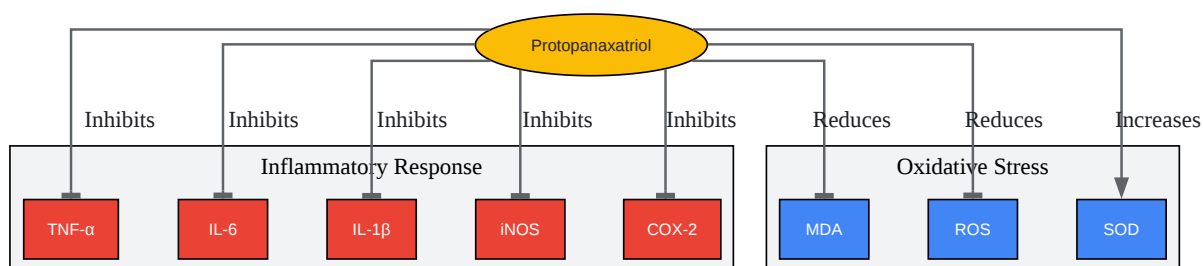 Protopanaxatriol
Inhibits Inhibits Inhibits Inhibits Inhibits Reduces Reduces Increases
Inflammatory Response Oxidative Stress
TNF-α IL-6 IL-1β iNOS COX-2 MDA ROS SOD